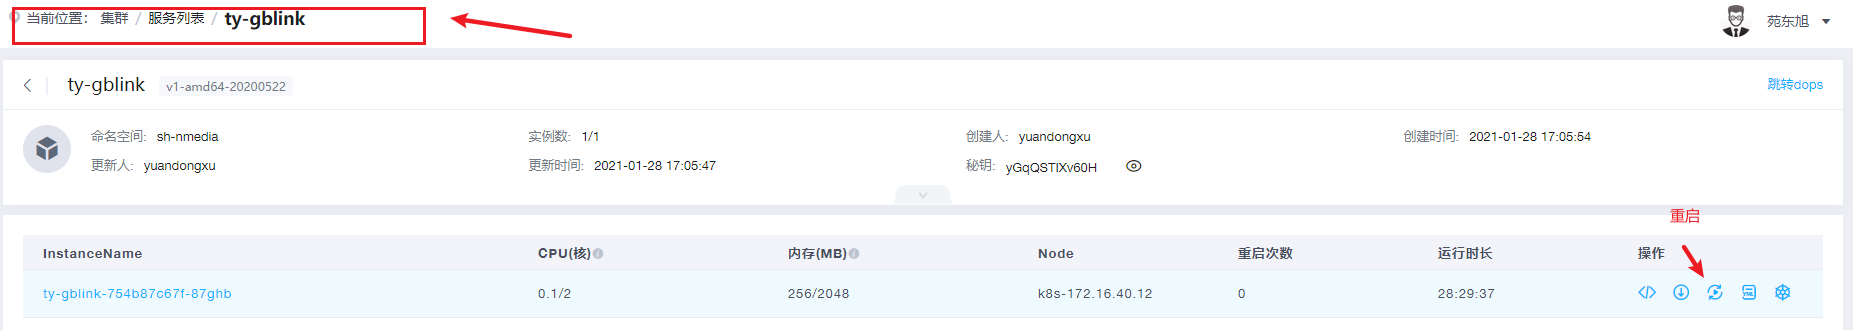 当前位置： 集群 / 服务列表 / ty-gblink
苑东旭
ty-gblink v1-amd64-20200522
跳转dops
命名空间: sh-nmedia 实例数: 1/1 创建人: yuandongxu 创建时间: 2021-01-28 17:05:54
更新人: yuandongxu 更新时间: 2021-01-28 17:05:47 秘钥: yGqQSTIXv60H
重启
InstanceName CPU(核) 内存(MB) Node 重启次数 运行时长 操作
ty-gblink-754b87c67f-87ghb 0.1/2 256/2048 k8s-172.16.40.12 0 28:29:37
YML